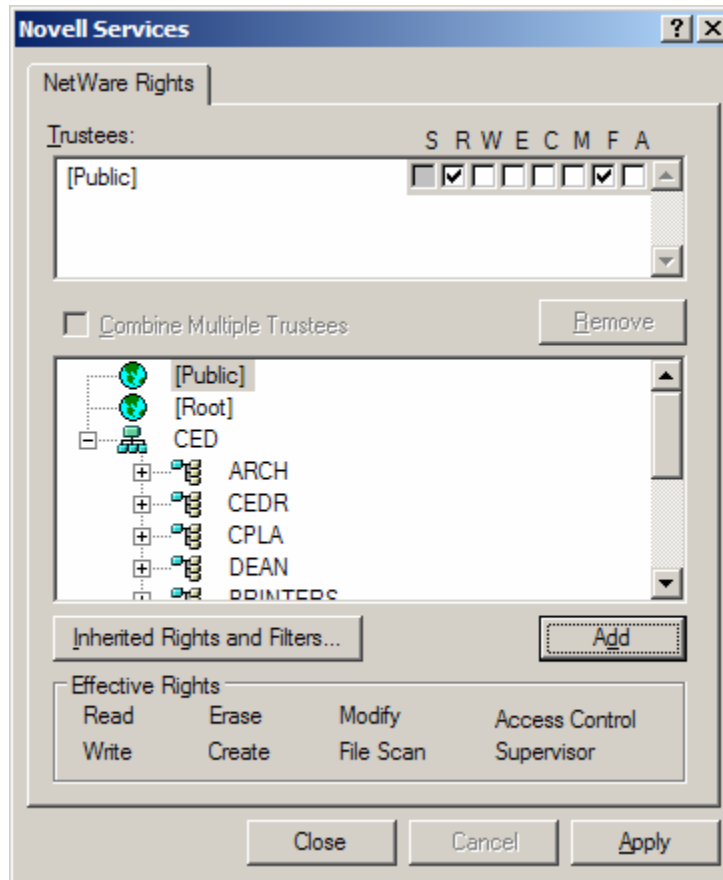 Novell Services
NetWare Rights
Trustees:
S R W E C M F A
[Public]
Combine Multiple Trustees
Remove
[Public]
[Root]
CED
ARCH
CEDR
CPLA
DEAN
PRINTERS
Inherited Rights and Filters...
Add
Effective Rights
Read Erase Modify Access Control
Write Create File Scan Supervisor
Close Cancel Apply